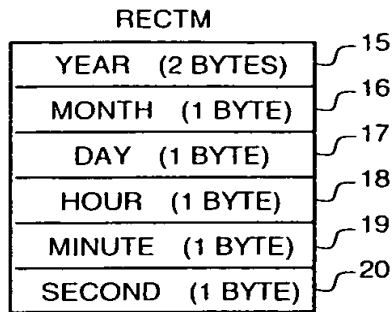 RECTM
YEAR (2 BYTES) 15
MONTH (1 BYTE) 16
DAY (1 BYTE) 17
HOUR (1 BYTE) 18
MINUTE (1 BYTE) 19
SECOND (1 BYTE) 20